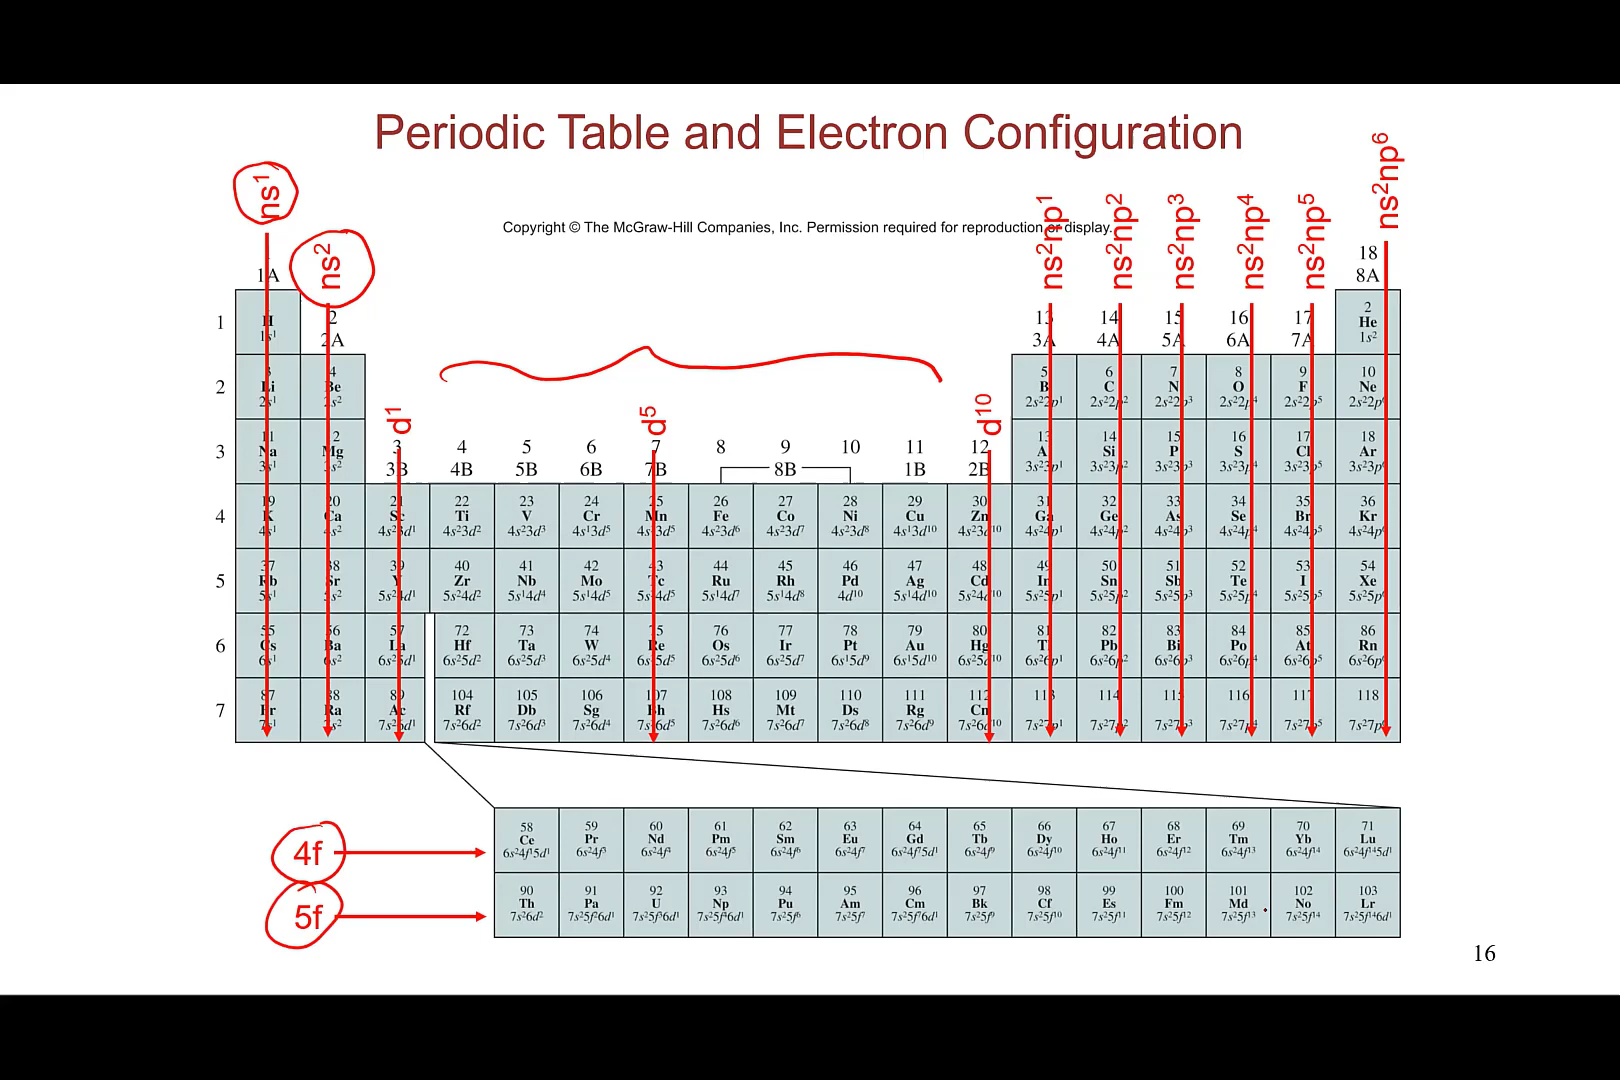 Periodic Table and Electron Configuration
ns¹ ns² ns²np¹ ns²np² ns²np³ ns²np⁴ ns²np⁵ ns²np⁶
Copyright © The McGraw-Hill Companies, Inc. Permission required for reproduction or display.
18
1A 8A
1 H 1s¹ 2 He 1s²
2 13 14 15 16 17
2A 3A 4A 5A 6A 7A
2 3 Li 2s¹ 4 Be 2s² 5 B 2s²2p¹ 6 C 2s²2p² 7 N 2s²2p³ 8 O 2s²2p⁴ 9 F 2s²2p⁵ 10 Ne 2s²2p⁶
d¹ d⁵ d¹⁰
3 4 5 6 7 8 9 10 11 12
3B 4B 5B 6B 7B 8B 1B 2B
3 11 Na 3s¹ 12 Mg 3s² 13 Al 3s²3p¹ 14 Si 3s²3p² 15 P 3s²3p³ 16 S 3s²3p⁴ 17 Cl 3s²3p⁵ 18 Ar 3s²3p⁶
4 19 K 4s¹ 20 Ca 4s² 21 Sc 4s²3d¹ 22 Ti 4s²3d² 23 V 4s²3d³ 24 Cr 4s¹3d⁵ 25 Mn 4s²3d⁵ 26 Fe 4s²3d⁶ 27 Co 4s²3d⁷ 28 Ni 4s²3d⁸ 29 Cu 4s¹3d¹⁰ 30 Zn 4s²3d¹⁰ 31 Ga 4s²4p¹ 32 Ge 4s²4p² 33 As 4s²4p³ 34 Se 4s²4p⁴ 35 Br 4s²4p⁵ 36 Kr 4s²4p⁶
5 37 Rb 5s¹ 38 Sr 5s² 39 Y 5s²4d¹ 40 Zr 5s²4d² 41 Nb 5s¹4d⁴ 42 Mo 5s¹4d⁵ 43 Tc 5s²4d⁵ 44 Ru 5s¹4d⁷ 45 Rh 5s¹4d⁸ 46 Pd 4d¹⁰ 47 Ag 5s¹4d¹⁰ 48 Cd 5s²4d¹⁰ 49 In 5s²5p¹ 50 Sn 5s²5p² 51 Sb 5s²5p³ 52 Te 5s²5p⁴ 53 I 5s²5p⁵ 54 Xe 5s²5p⁶
6 55 Cs 6s¹ 56 Ba 6s² 57 La 6s²5d¹ 72 Hf 6s²5d² 73 Ta 6s²5d³ 74 W 6s²5d⁴ 75 Re 6s²5d⁵ 76 Os 6s²5d⁶ 77 Ir 6s²5d⁷ 78 Pt 6s¹5d⁹ 79 Au 6s¹5d¹⁰ 80 Hg 6s²5d¹⁰ 81 Tl 6s²6p¹ 82 Pb 6s²6p² 83 Bi 6s²6p³ 84 Po 6s²6p⁴ 85 At 6s²6p⁵ 86 Rn 6s²6p⁶
7 87 Fr 7s¹ 88 Ra 7s² 89 Ac 7s²6d¹ 104 Rf 7s²6d² 105 Db 7s²6d³ 106 Sg 7s²6d⁴ 107 Bh 7s²6d⁵ 108 Hs 7s²6d⁶ 109 Mt 7s²6d⁷ 110 Ds 7s²6d⁸ 111 Rg 7s²6d⁹ 112 Cn 7s²6d¹⁰ 113 7s²7p¹ 114 7s²7p² 115 7s²7p³ 116 7s²7p⁴ 117 7s²7p⁵ 118 7s²7p⁶
4f 58 Ce 6s²4f¹5d¹ 59 Pr 6s²4f³ 60 Nd 6s²4f⁴ 61 Pm 6s²4f⁵ 62 Sm 6s²4f⁶ 63 Eu 6s²4f⁷ 64 Gd 6s²4f⁷5d¹ 65 Tb 6s²4f⁹ 66 Dy 6s²4f¹⁰ 67 Ho 6s²4f¹¹ 68 Er 6s²4f¹² 69 Tm 6s²4f¹³ 70 Yb 6s²4f¹⁴ 71 Lu 6s²4f¹⁴5d¹
5f 90 Th 7s²6d² 91 Pa 7s²5f²6d¹ 92 U 7s²5f³6d¹ 93 Np 7s²5f⁴6d¹ 94 Pu 7s²5f⁶ 95 Am 7s²5f⁷ 96 Cm 7s²5f⁷6d¹ 97 Bk 7s²5f⁹ 98 Cf 7s²5f¹⁰ 99 Es 7s²5f¹¹ 100 Fm 7s²5f¹² 101 Md 7s²5f¹³ 102 No 7s²5f¹⁴ 103 Lr 7s²5f¹⁴6d¹
16